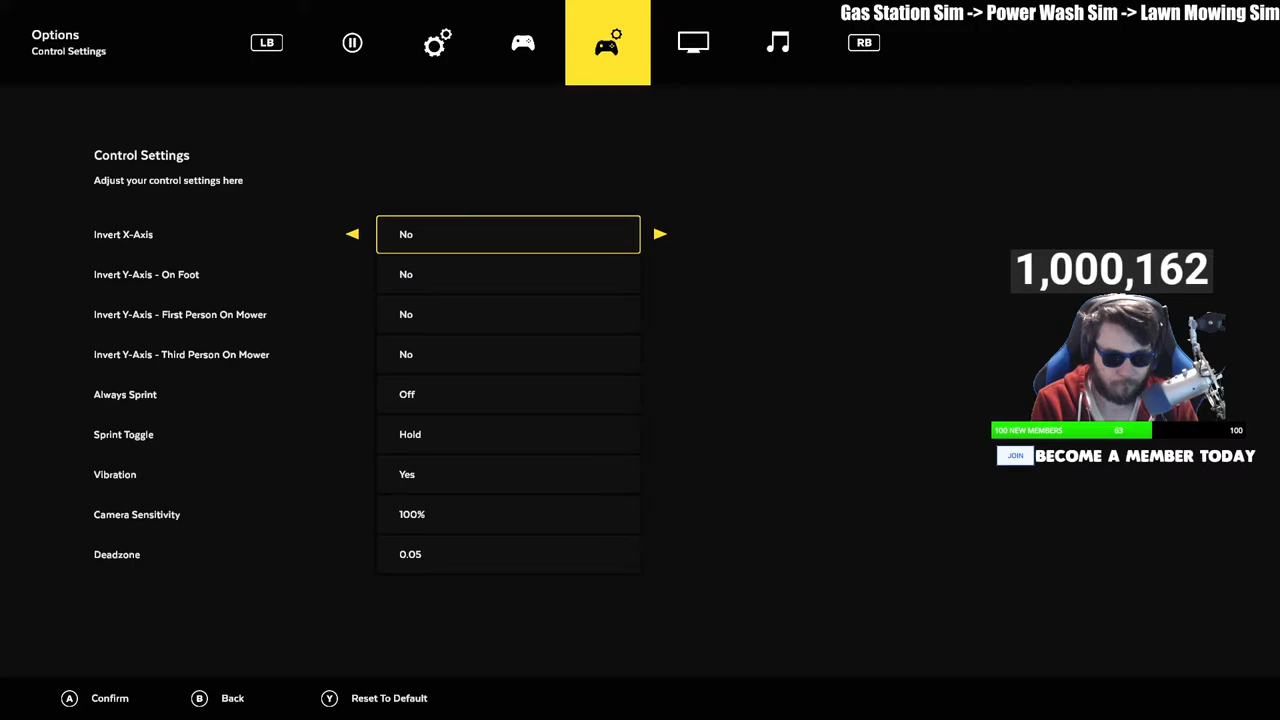 Gas Station Sim -> Power Wash Sim -> Lawn Mowing Sim
Options
Control Settings
LB
RB
Control Settings
Adjust your control settings here
Invert X-Axis No
Invert Y-Axis - On Foot No
Invert Y-Axis - First Person On Mower No
Invert Y-Axis - Third Person On Mower No
Always Sprint Off
Sprint Toggle Hold
Vibration Yes
Camera Sensitivity 100%
Deadzone 0.05
1,000,162
100 NEW MEMBERS 63 100
JOIN BECOME A MEMBER TODAY
A Confirm B Back Y Reset To Default